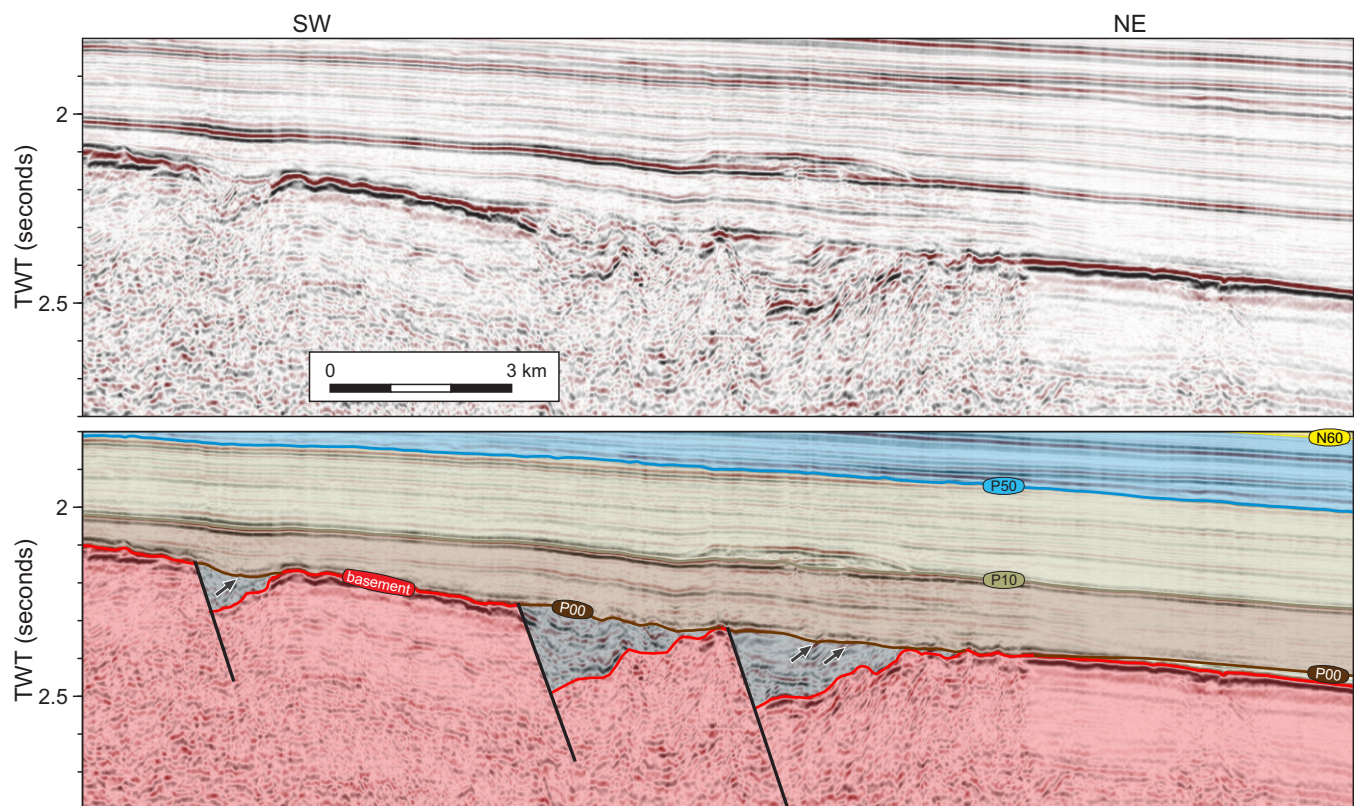 SW NE
TWT (seconds)
2
2.5
0 3 km
TWT (seconds)
2
2.5
N60
P50
P10
basement
P00
P00